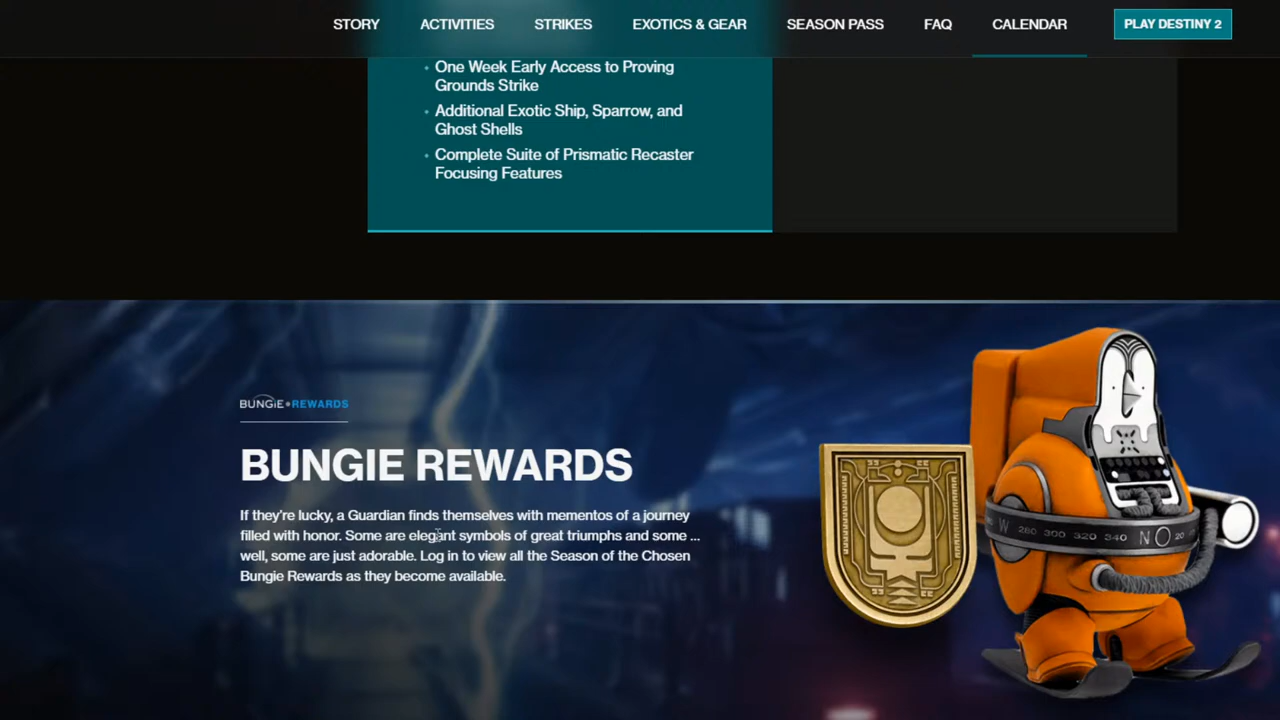 STORY ACTIVITIES STRIKES EXOTICS & GEAR SEASON PASS FAQ CALENDAR PLAY DESTINY 2
• One Week Early Access to Proving
Grounds Strike
• Additional Exotic Ship, Sparrow, and
Ghost Shells
• Complete Suite of Prismatic Recaster
Focusing Features
BUNGiE•REWARDS
BUNGIE REWARDS
If they're lucky, a Guardian finds themselves with mementos of a journey
filled with honor. Some are elegant symbols of great triumphs and some ...
well, some are just adorable. Log in to view all the Season of the Chosen
Bungie Rewards as they become available.
W 280 300 320 340 N 20